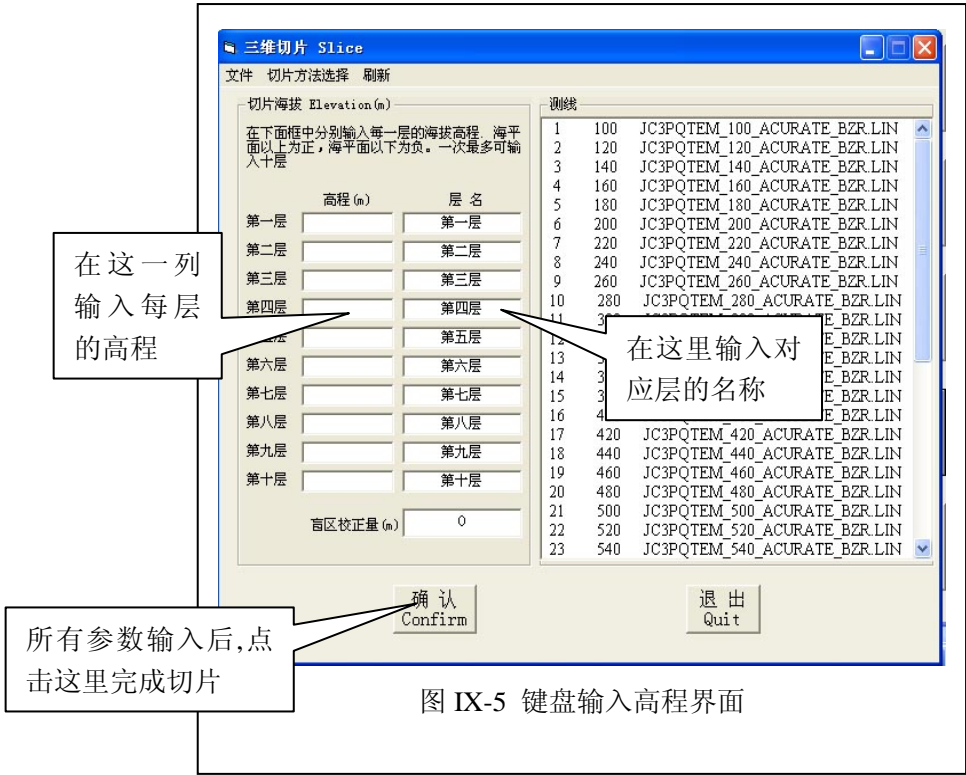 三维切片 Slice
文件 切片方法选择 刷新
切片海拔 Elevation(m)
在下面框中分别输入每一层的海拔高程．海平
面以上为正，海平面以下为负。一次最多可输
入十层
高程(m) 层 名
第一层 第一层
第二层 第二层
第三层 第三层
第四层 第四层
第五层
第六层 第六层
第七层 第七层
第八层 第八层
第九层 第九层
第十层 第十层
盲区校正量(m) 0
测线
1 100 JC3PQTEM_100_ACURATE_BZR.LIN
2 120 JC3PQTEM_120_ACURATE_BZR.LIN
3 140 JC3PQTEM_140_ACURATE_BZR.LIN
4 160 JC3PQTEM_160_ACURATE_BZR.LIN
5 180 JC3PQTEM_180_ACURATE_BZR.LIN
6 200 JC3PQTEM_200_ACURATE_BZR.LIN
7 220 JC3PQTEM_220_ACURATE_BZR.LIN
8 240 JC3PQTEM_240_ACURATE_BZR.LIN
9 260 JC3PQTEM_260_ACURATE_BZR.LIN
10 280 JC3PQTEM_280_ACURATE_BZR.LIN
11
12
13
14
15
16
17 420 JC3PQTEM_420_ACURATE_BZR.LIN
18 440 JC3PQTEM_440_ACURATE_BZR.LIN
19 460 JC3PQTEM_460_ACURATE_BZR.LIN
20 480 JC3PQTEM_480_ACURATE_BZR.LIN
21 500 JC3PQTEM_500_ACURATE_BZR.LIN
22 520 JC3PQTEM_520_ACURATE_BZR.LIN
23 540 JC3PQTEM_540_ACURATE_BZR.LIN
在这一列
输入每层
的高程
在这里输入对
应层的名称
确 认
Confirm
退 出
Quit
所有参数输入后,点
击这里完成切片
图 IX-5 键盘输入高程界面